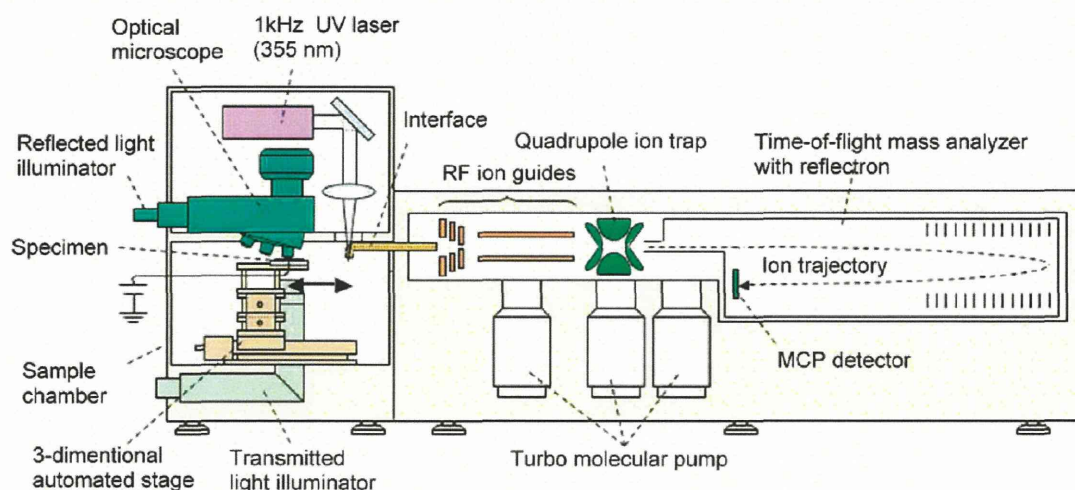 Optical
microscope
1kHz UV laser
(355 nm)
Interface
Quadrupole ion trap
Time-of-flight mass analyzer
with reflectron
Reflected light
illuminator
RF ion guides
Specimen
Ion trajectory
MCP detector
Sample
chamber
3-dimentional
automated stage
Transmitted
light illuminator
Turbo molecular pump